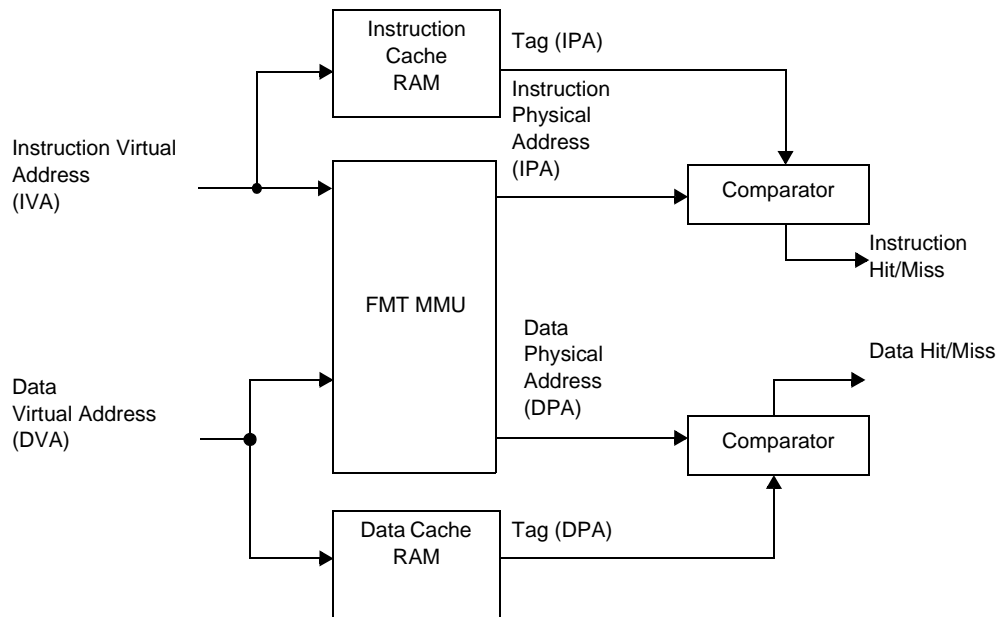 Instruction
Cache
RAM
Tag (IPA)
Instruction
Physical
Address
(IPA)
Instruction Virtual
Address
(IVA)
Comparator
Instruction
Hit/Miss
FMT MMU
Data
Physical
Address
(DPA)
Data Hit/Miss
Data
Virtual Address
(DVA)
Comparator
Data Cache
RAM
Tag (DPA)